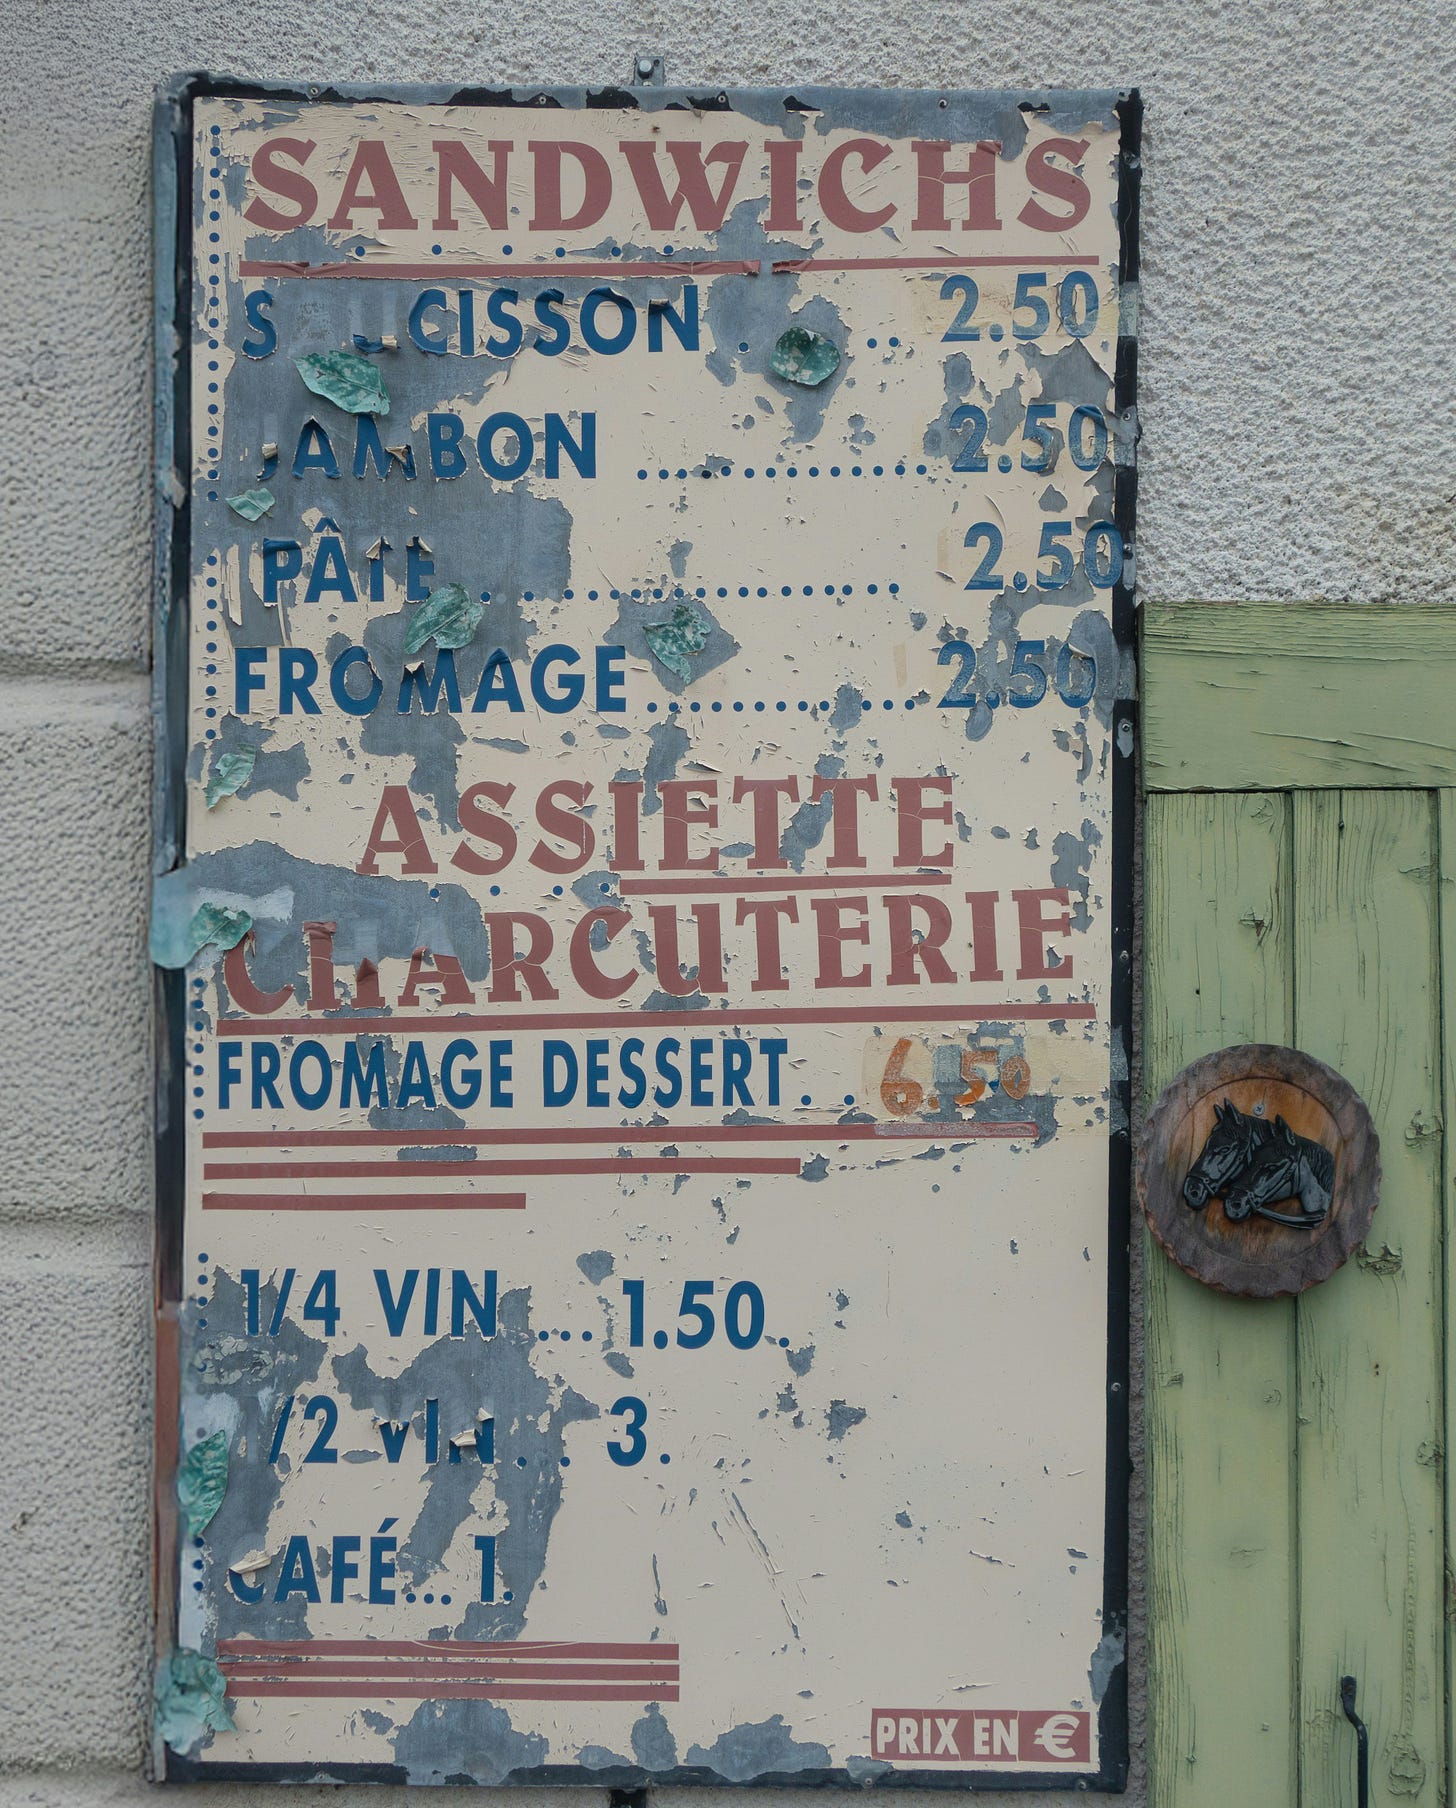 SANDWICHS
SAUCISSON . .. 2.50
JAMBON .................. 2.50
PÂTE ........................ 2.50
FROMAGE ............... 2.50
ASSIETTE
CHARCUTERIE
FROMAGE DESSERT . . 6.50
1/4 VIN ... 1.50.
1/2 VIN . . 3.
CAFÉ... 1.
PRIX EN €